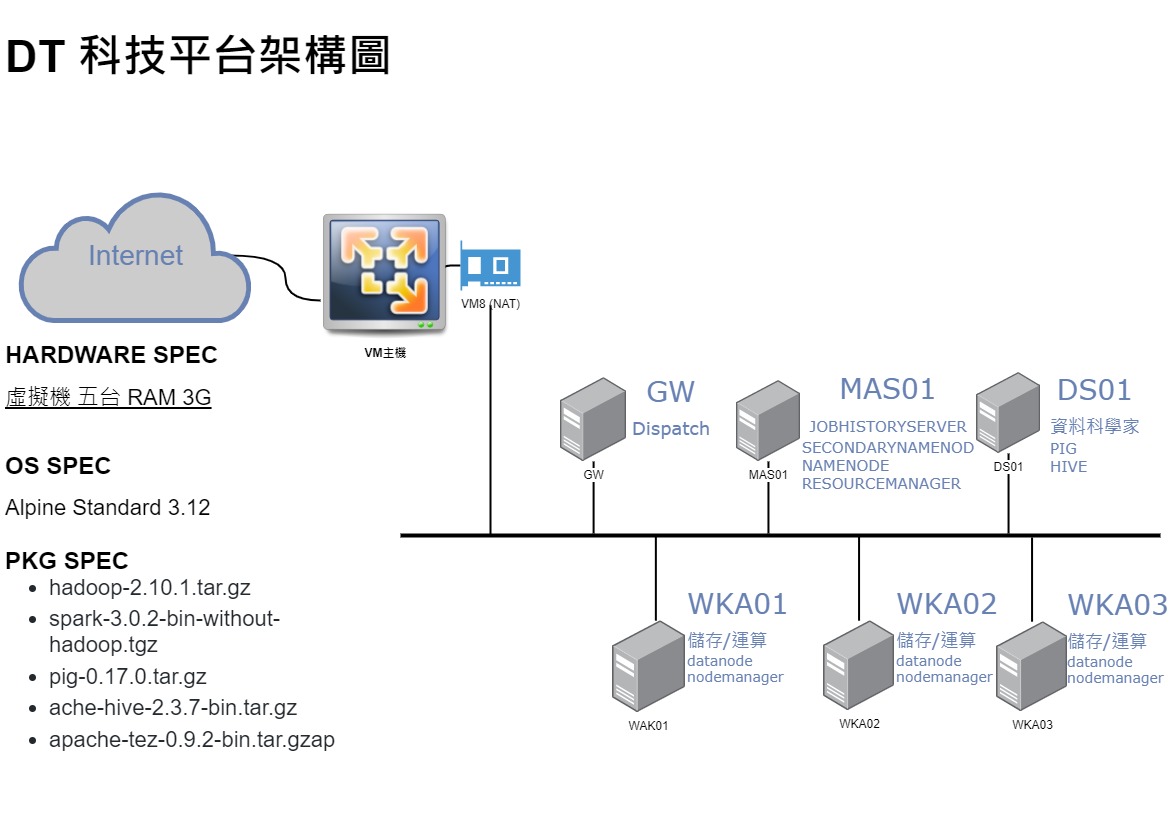 DT 科技平台架構圖
Internet
VM主機
VM8 (NAT)
HARDWARE SPEC
虛擬機 五台 RAM 3G
OS SPEC
Alpine Standard 3.12
PKG SPEC
hadoop-2.10.1.tar.gz
spark-3.0.2-bin-without-
hadoop.tgz
pig-0.17.0.tar.gz
ache-hive-2.3.7-bin.tar.gz
apache-tez-0.9.2-bin.tar.gzap
GW
Dispatch
GW
MAS01
JOBHISTORYSERVER
SECONDARYNAMENOD
NAMENODE
RESOURCEMANAGER
MAS01
DS01
資料科學家
PIG
HIVE
DS01
WKA01
儲存/運算
datanode
nodemanager
WAK01
WKA02
儲存/運算
datanode
nodemanager
WKA02
WKA03
儲存/運算
datanode
nodemanager
WKA03